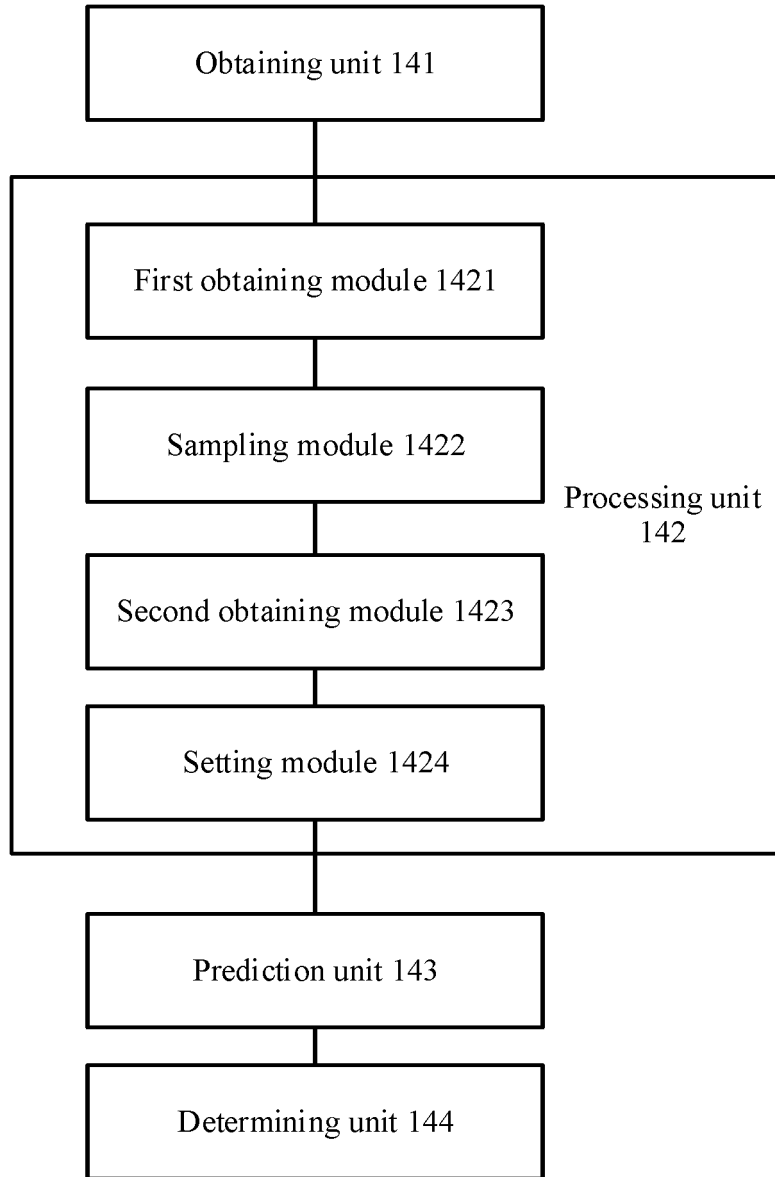 Obtaining unit 141
First obtaining module 1421
Sampling module 1422
Processing unit
142
Second obtaining module 1423
Setting module 1424
Prediction unit 143
Determining unit 144